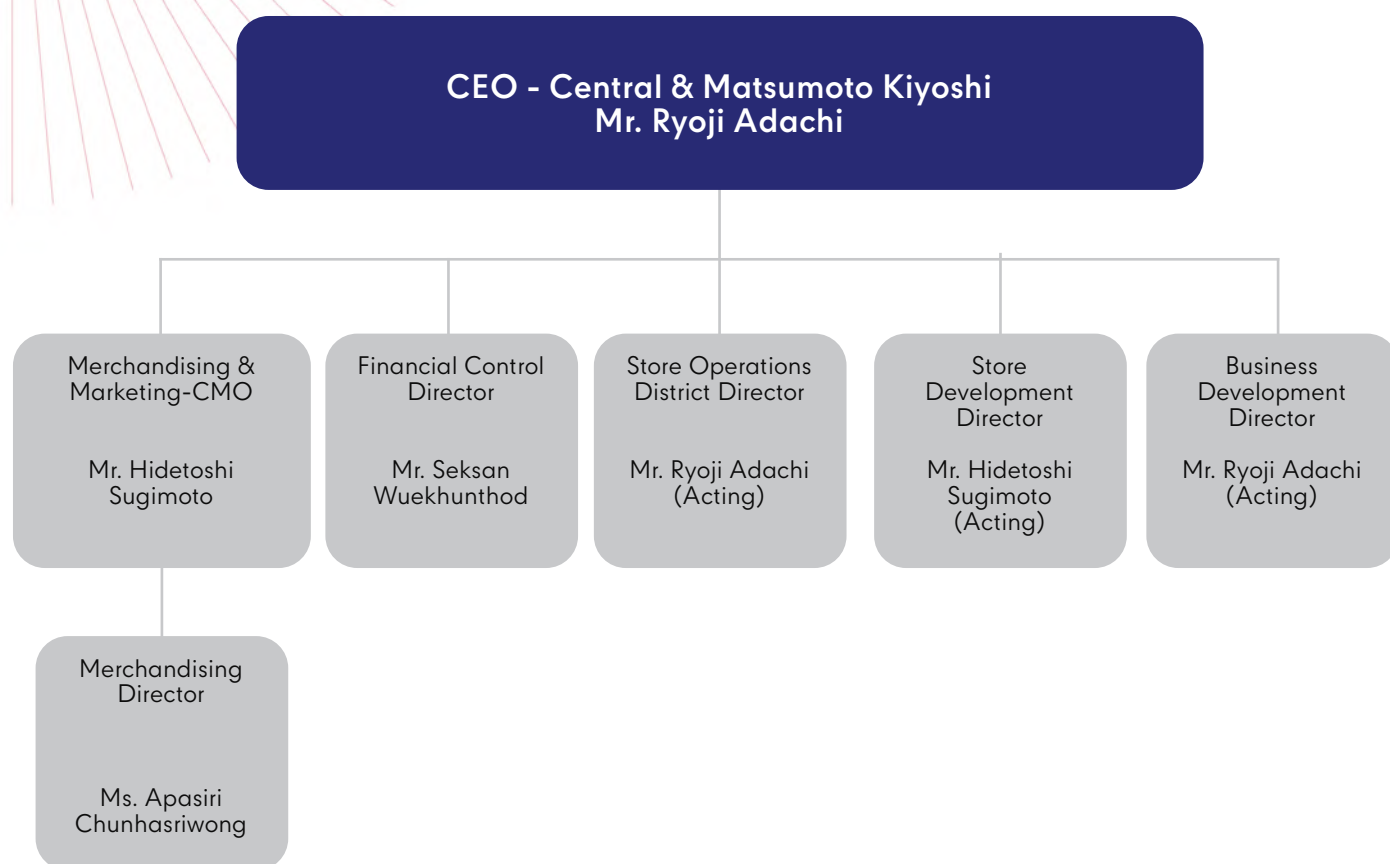 CEO - Central & Matsumoto Kiyoshi
Mr. Ryoji Adachi
Merchandising &
Marketing-CMO
Mr. Hidetoshi
Sugimoto
Financial Control
Director
Mr. Seksan
Wuekhunthod
Store Operations
District Director
Mr. Ryoji Adachi
(Acting)
Store
Development
Director
Mr. Hidetoshi
Sugimoto
(Acting)
Business
Development
Director
Mr. Ryoji Adachi
(Acting)
Merchandising
Director
Ms. Apasiri
Chunhasriwong